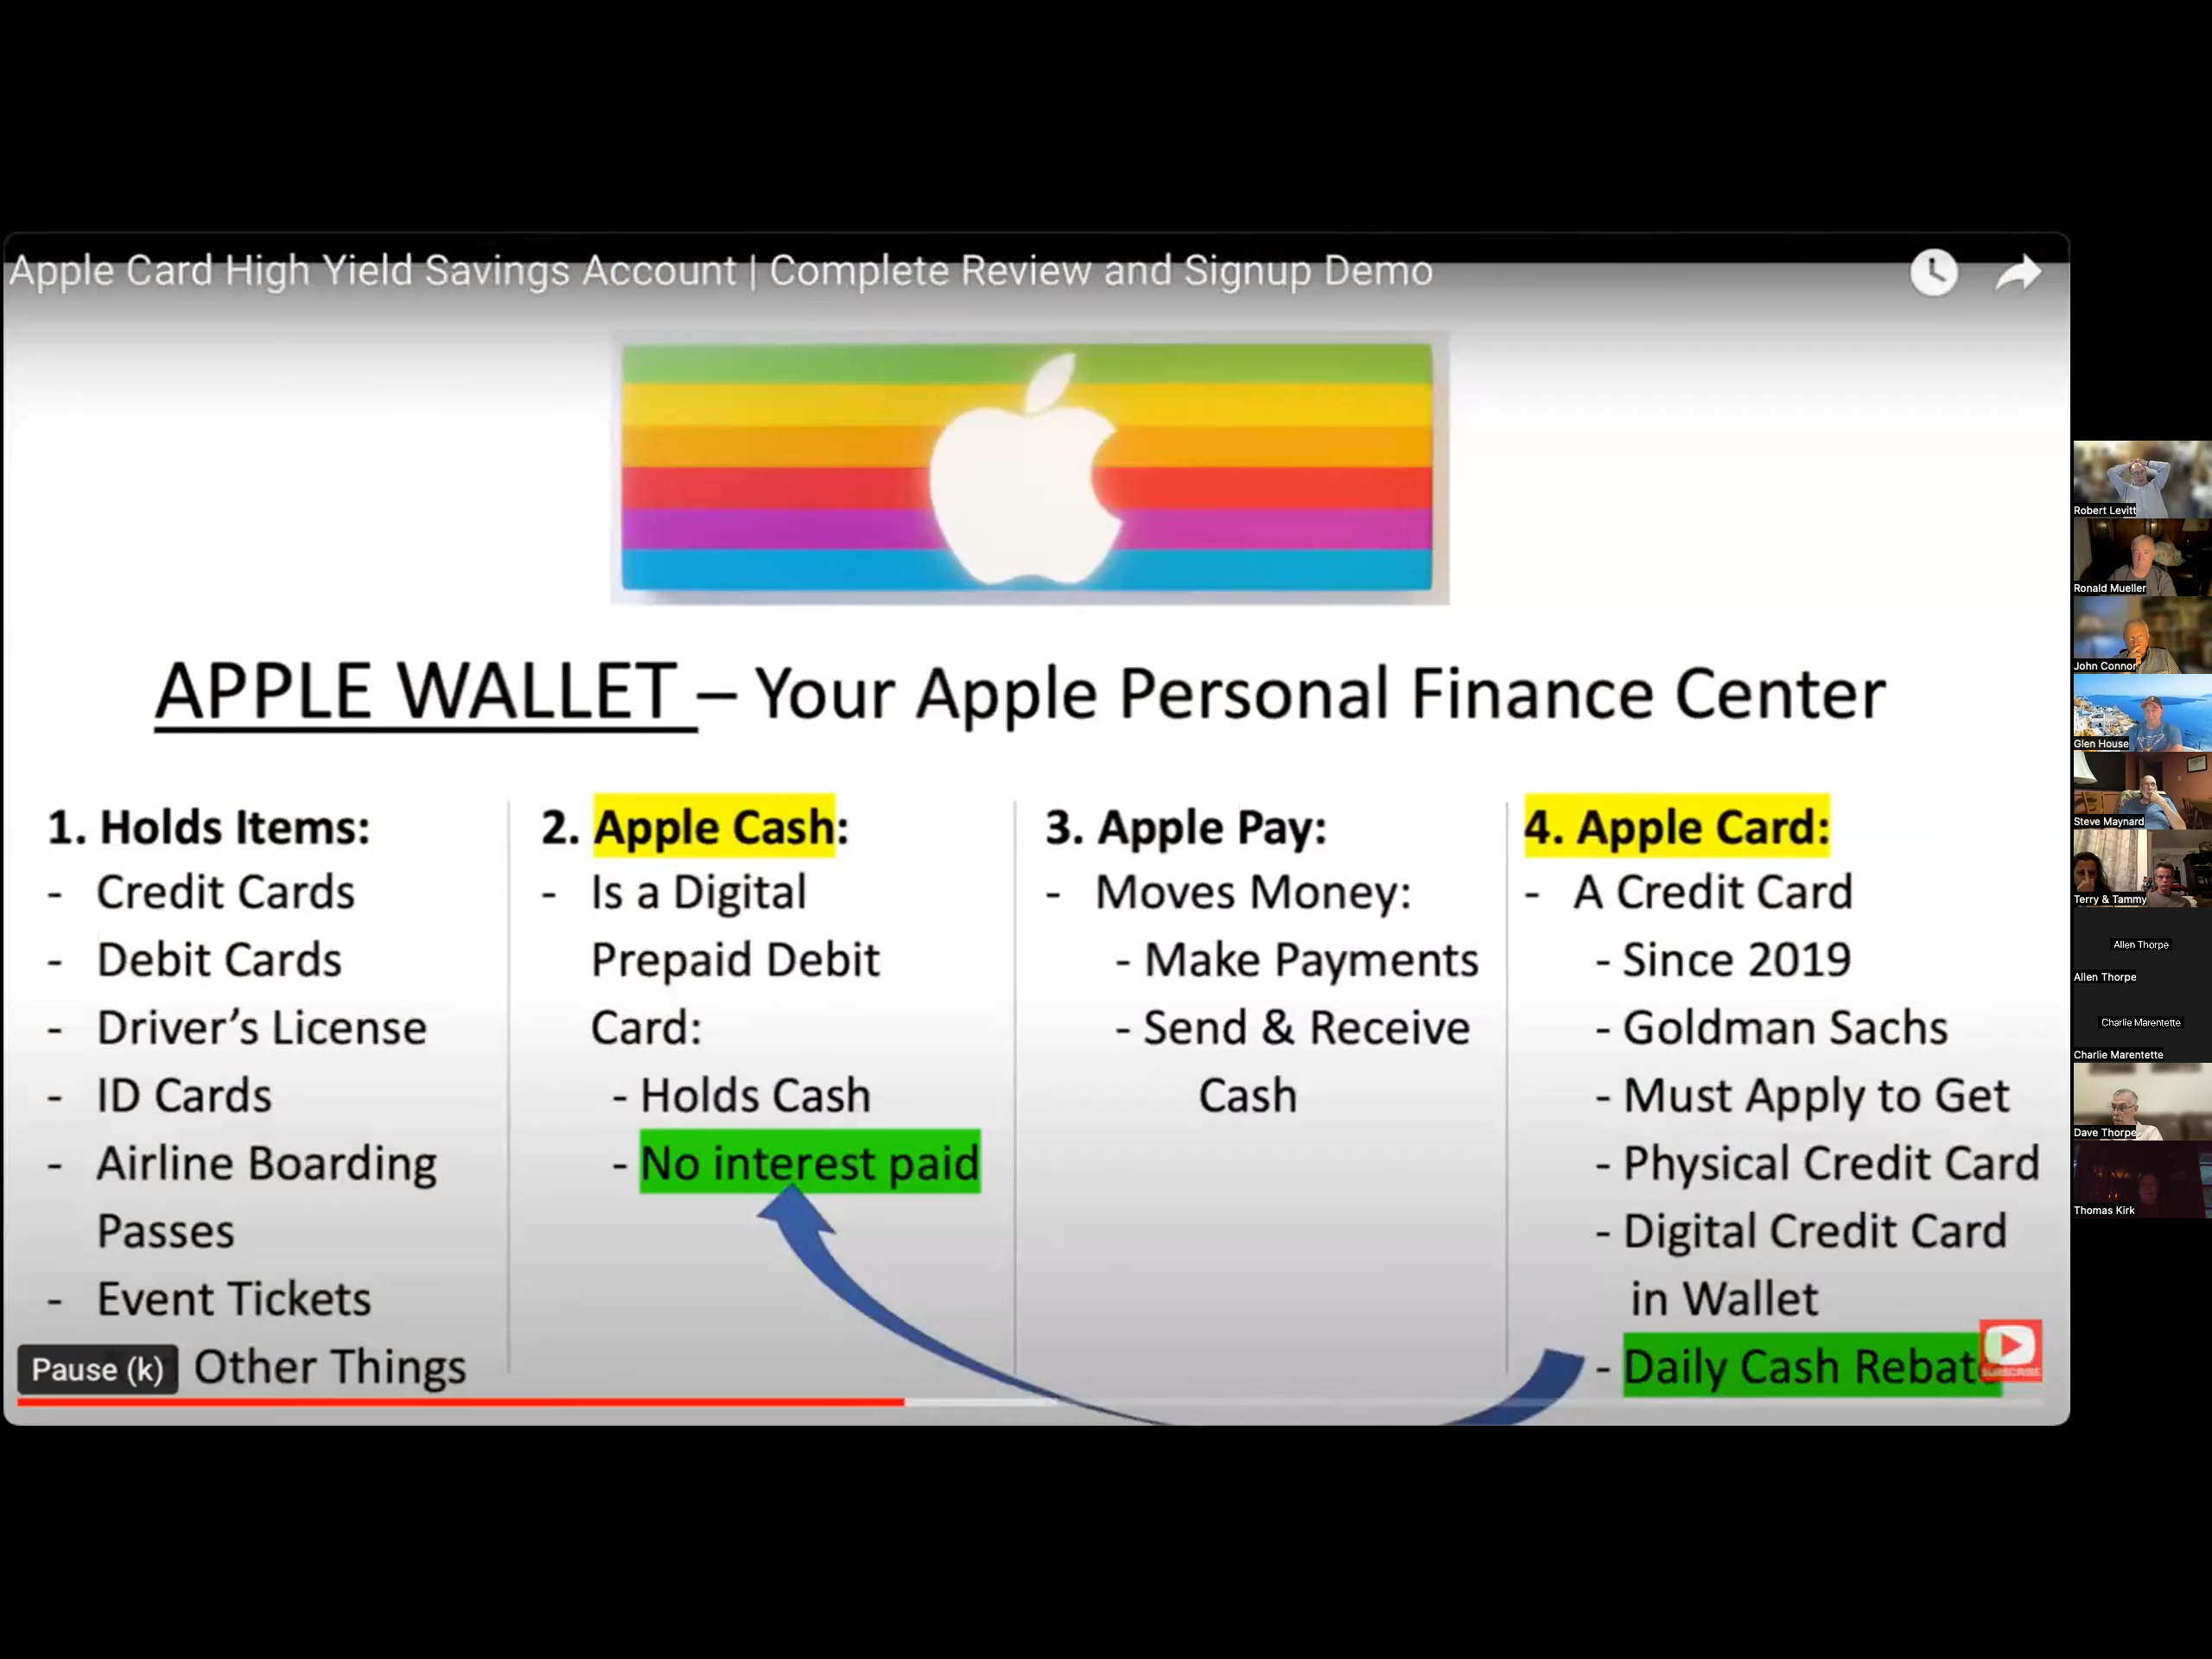 Apple Card High Yield Savings Account | Complete Review and Signup Demo
APPLE WALLET – Your Apple Personal Finance Center
1. Holds Items:
- Credit Cards
- Debit Cards
- Driver's License
- ID Cards
- Airline Boarding
Passes
- Event Tickets
Other Things
2. Apple Cash:
- Is a Digital
Prepaid Debit
Card:
- Holds Cash
- No interest paid
3. Apple Pay:
- Moves Money:
- Make Payments
- Send & Receive
Cash
4. Apple Card:
- A Credit Card
- Since 2019
- Goldman Sachs
- Must Apply to Get
- Physical Credit Card
- Digital Credit Card
in Wallet
- Daily Cash Rebate
SUBSCRIBE
Pause (k)
Robert Levitt
Ronald Mueller
John Connor
Glen House
Steve Maynard
Terry & Tammy
Allen Thorpe
Allen Thorpe
Charlie Marentette
Charlie Marentette
Dave Thorpe
Thomas Kirk